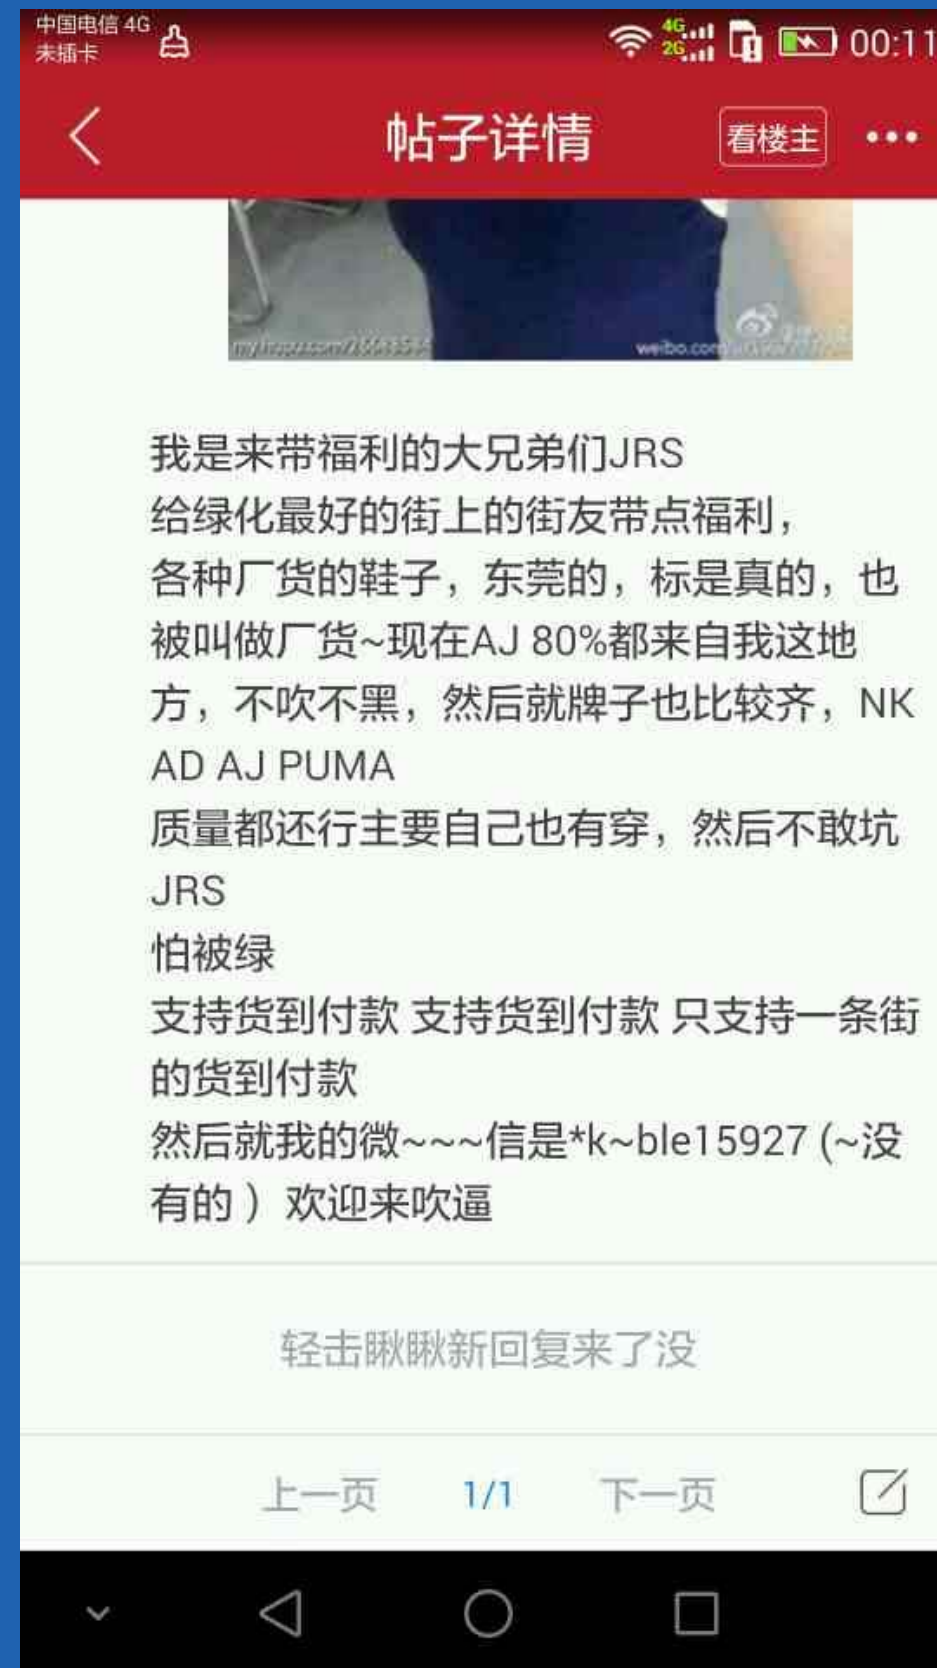 中国电信 4G
未插卡
4G
2G
00:11
帖子详情
看楼主
weibo.com
我是来带福利的大兄弟们JRS
给绿化最好的街上的街友带点福利，
各种厂货的鞋子，东莞的，标是真的，也
被叫做厂货~现在AJ 80%都来自我这地
方，不吹不黑，然后就牌子也比较齐，NK
AD AJ PUMA
质量都还行主要自己也有穿，然后不敢坑
JRS
怕被绿
支持货到付款 支持货到付款 只支持一条街
的货到付款
然后就我的微~~~信是*k~ble15927 (~没
有的 ）欢迎来吹逼
轻击瞅瞅新回复来了没
上一页 1/1 下一页